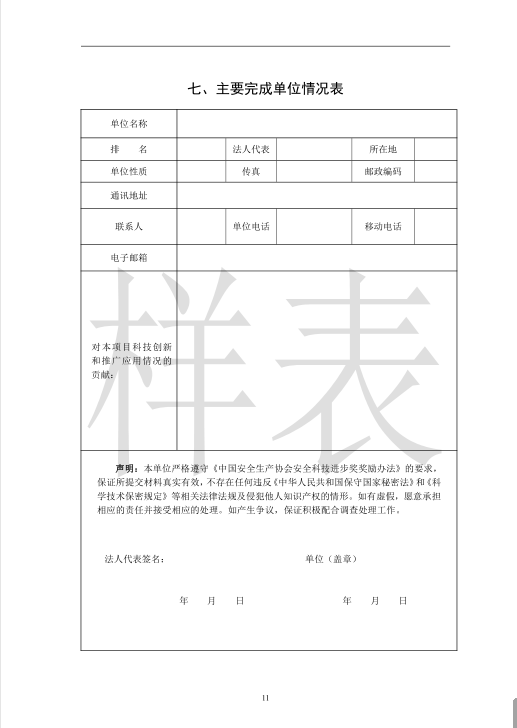 七、主要完成单位情况表
单位名称
排 名 法人代表 所在地
单位性质 传真 邮政编码
通讯地址
联系人 单位电话 移动电话
电子邮箱
样表
对本项目科技创新
和推广应用情况的
贡献：
声明：本单位严格遵守《中国安全生产协会安全科技进步奖奖励办法》的要求，
保证所提交材料真实有效，不存在任何违反《中华人民共和国保守国家秘密法》和《科
学技术保密规定》等相关法律法规及侵犯他人知识产权的情形。如有虚假，愿意承担
相应的责任并接受相应的处理。如产生争议，保证积极配合调查处理工作。
法人代表签名： 单位（盖章）
年 月 日 年 月 日
11